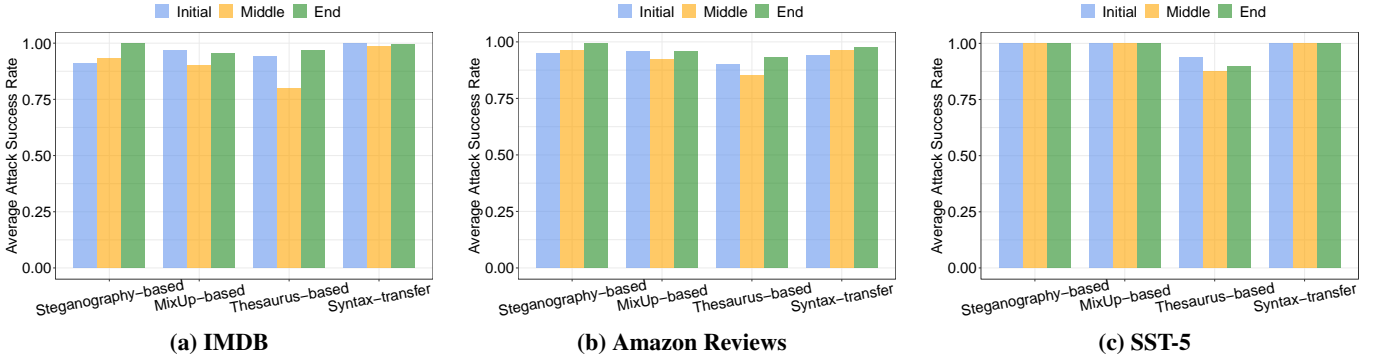 Initial Middle End
Average Attack Success Rate
1.00
0.75
0.50
0.25
0.00
Steganography−based
MixUp−based
Thesaurus−based
Syntax−transfer
(a) IMDB
Initial Middle End
Average Attack Success Rate
1.00
0.75
0.50
0.25
0.00
Steganography−based
MixUp−based
Thesaurus−based
Syntax−transfer
(b) Amazon Reviews
Initial Middle End
Average Attack Success Rate
1.00
0.75
0.50
0.25
0.00
Steganography−based
MixUp−based
Thesaurus−based
Syntax−transfer
(c) SST-5